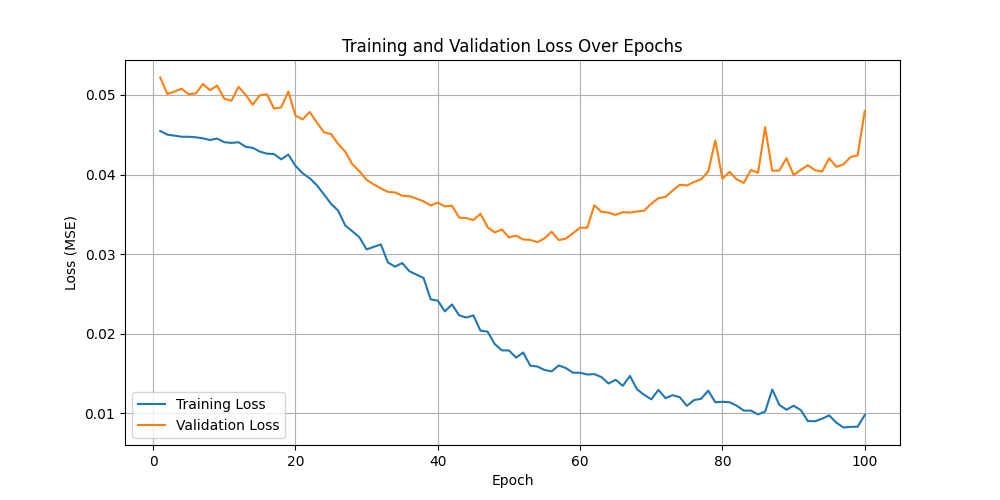 Training and Validation Loss Over Epochs
Loss (MSE)
0.05
0.04
0.03
0.02
0.01
Training Loss
Validation Loss
0 20 40 60 80 100
Epoch